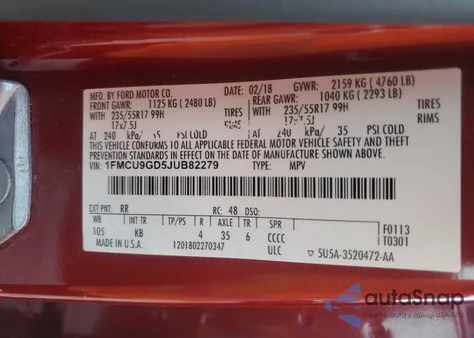 MFD. BY FORD MOTOR CO. 02/18 GVWR: 2159 KG (4760 LB)
FRONT GAWR: 1125 KG (2480 LB) REAR GAWR: 1040 KG (2293 LB)
235/55R17 99H TIRES 235/55R17 99H TIRES
17x7.5J RIMS 17x7.5J RIMS
AT 240 kPa/ 35 PSI COLD AT 240 kPa/ 35 PSI COLD
THIS VEHICLE CONFORMS TO ALL APPLICABLE FEDERAL MOTOR VEHICLE
SAFETY AND THEFT PREVENTION STANDARDS IN EFFECT ON THE DATE OF
MANUFACTURE SHOWN ABOVE.
VIN: 1FMCU9GD5JUB82279 TYPE: MPV
EXT PNT: RR RC: 48 DSO:
WB INT TR TP/PS R AXLE TR SPR F0113
105 KB 4 35 6 CCCC T0301
MADE IN U.S.A. 1201802270347 ULC 5U5A-3520472-AA
autoSnap